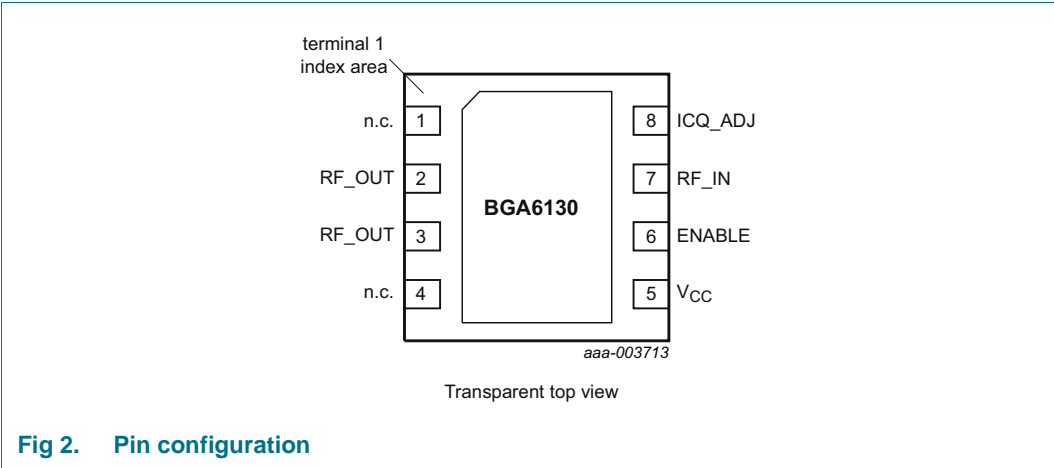 terminal 1
index area
n.c. 1
RF_OUT 2
RF_OUT 3
n.c. 4
BGA6130
8 ICQ_ADJ
7 RF_IN
6 ENABLE
5 VCC
aaa-003713
Transparent top view
Fig 2. Pin configuration